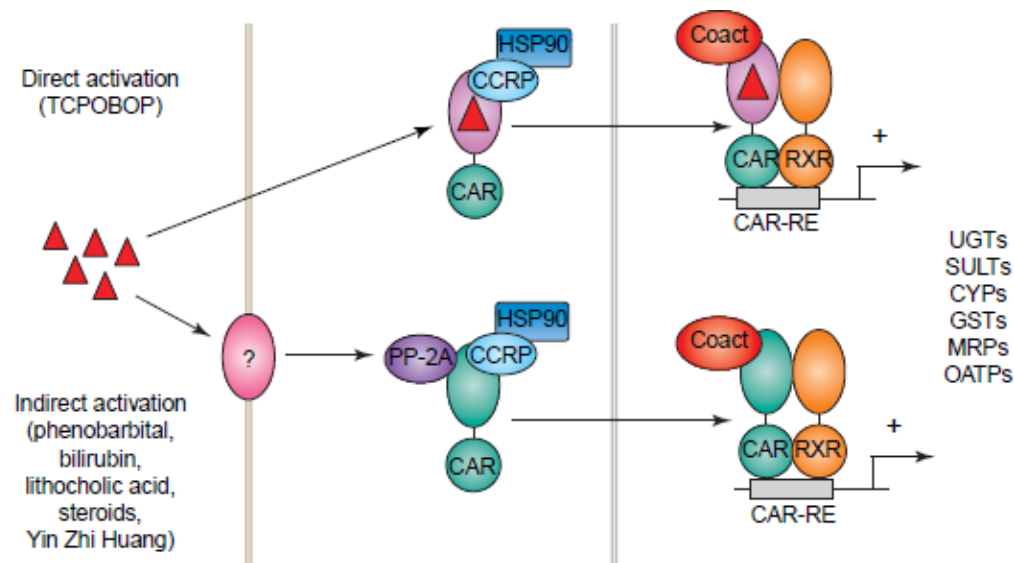 Direct activation
(TCPOBOP)
HSP90
CCRP
CAR
Coact
CAR
RXR
+
CAR-RE
?
Indirect activation
(phenobarbital,
bilirubin,
lithocholic acid,
steroids,
Yin Zhi Huang)
HSP90
PP-2A
CCRP
CAR
Coact
CAR
RXR
+
CAR-RE
UGTs
SULTs
CYPs
GSTs
MRPs
OATPs